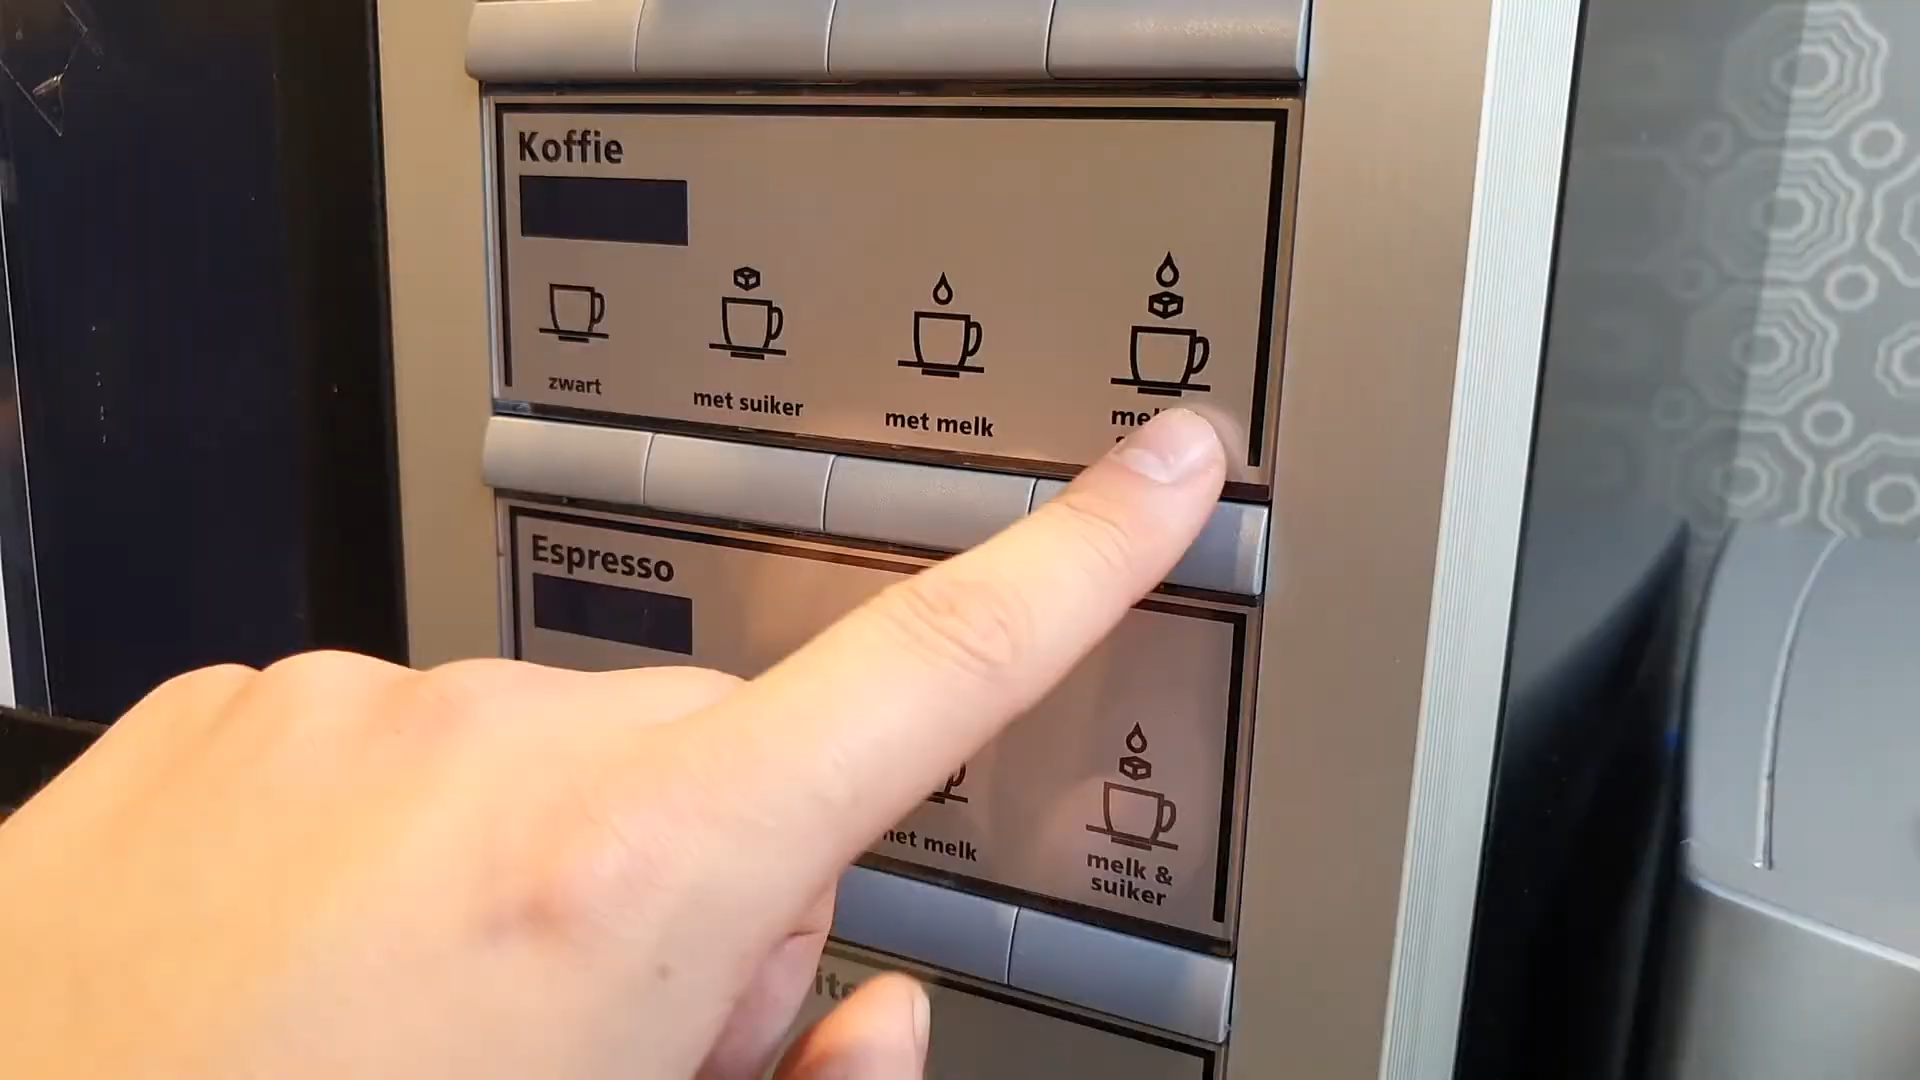 Koffie
zwart
met suiker
met melk
Espresso
met melk
melk &
suiker